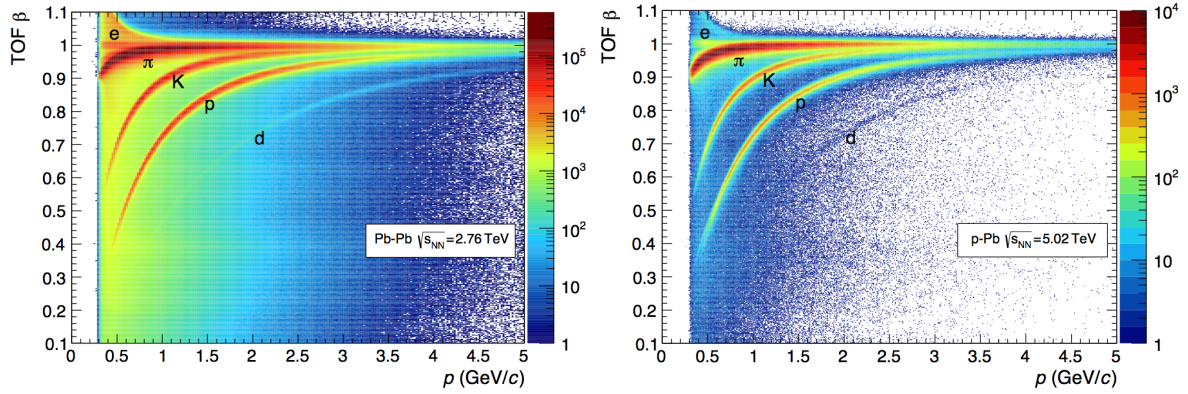 TOF β
1.1
1
0.9
0.8
0.7
0.6
0.5
0.4
0.3
0.2
0.1
e
π
K
p
d
Pb-Pb √s_NN = 2.76 TeV
10⁵
10⁴
10³
10²
10
1
0 0.5 1 1.5 2 2.5 3 3.5 4 4.5 5
p (GeV/c)
TOF β
1.1
1
0.9
0.8
0.7
0.6
0.5
0.4
0.3
0.2
0.1
e
π
K
p
d
p-Pb √s_NN = 5.02 TeV
10⁴
10³
10²
10
1
0 0.5 1 1.5 2 2.5 3 3.5 4 4.5 5
p (GeV/c)